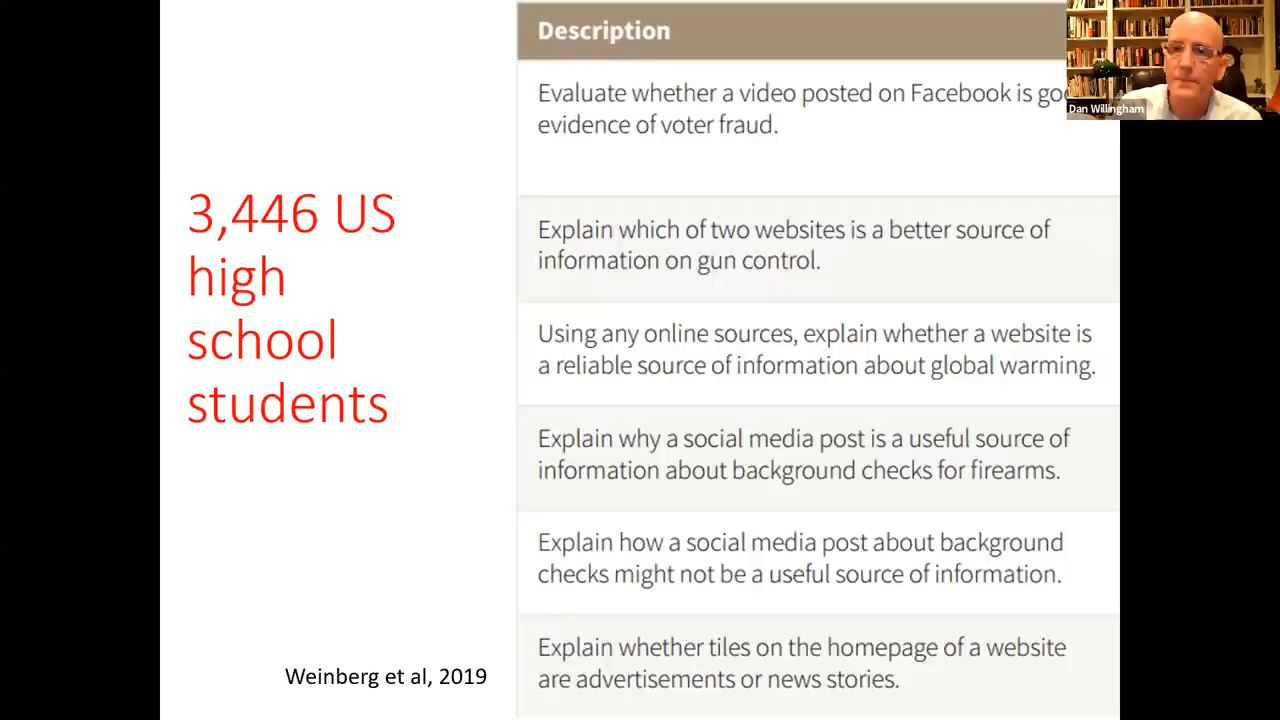 3,446 US
high
school
students
Weinberg et al, 2019
Description
Evaluate whether a video posted on Facebook is
evidence of voter fraud.
Explain which of two websites is a better source of
information on gun control.
Using any online sources, explain whether a website is
a reliable source of information about global warming.
Explain why a social media post is a useful source of
information about background checks for firearms.
Explain how a social media post about background
checks might not be a useful source of information.
Explain whether tiles on the homepage of a website
are advertisements or news stories.
Dan Willingham